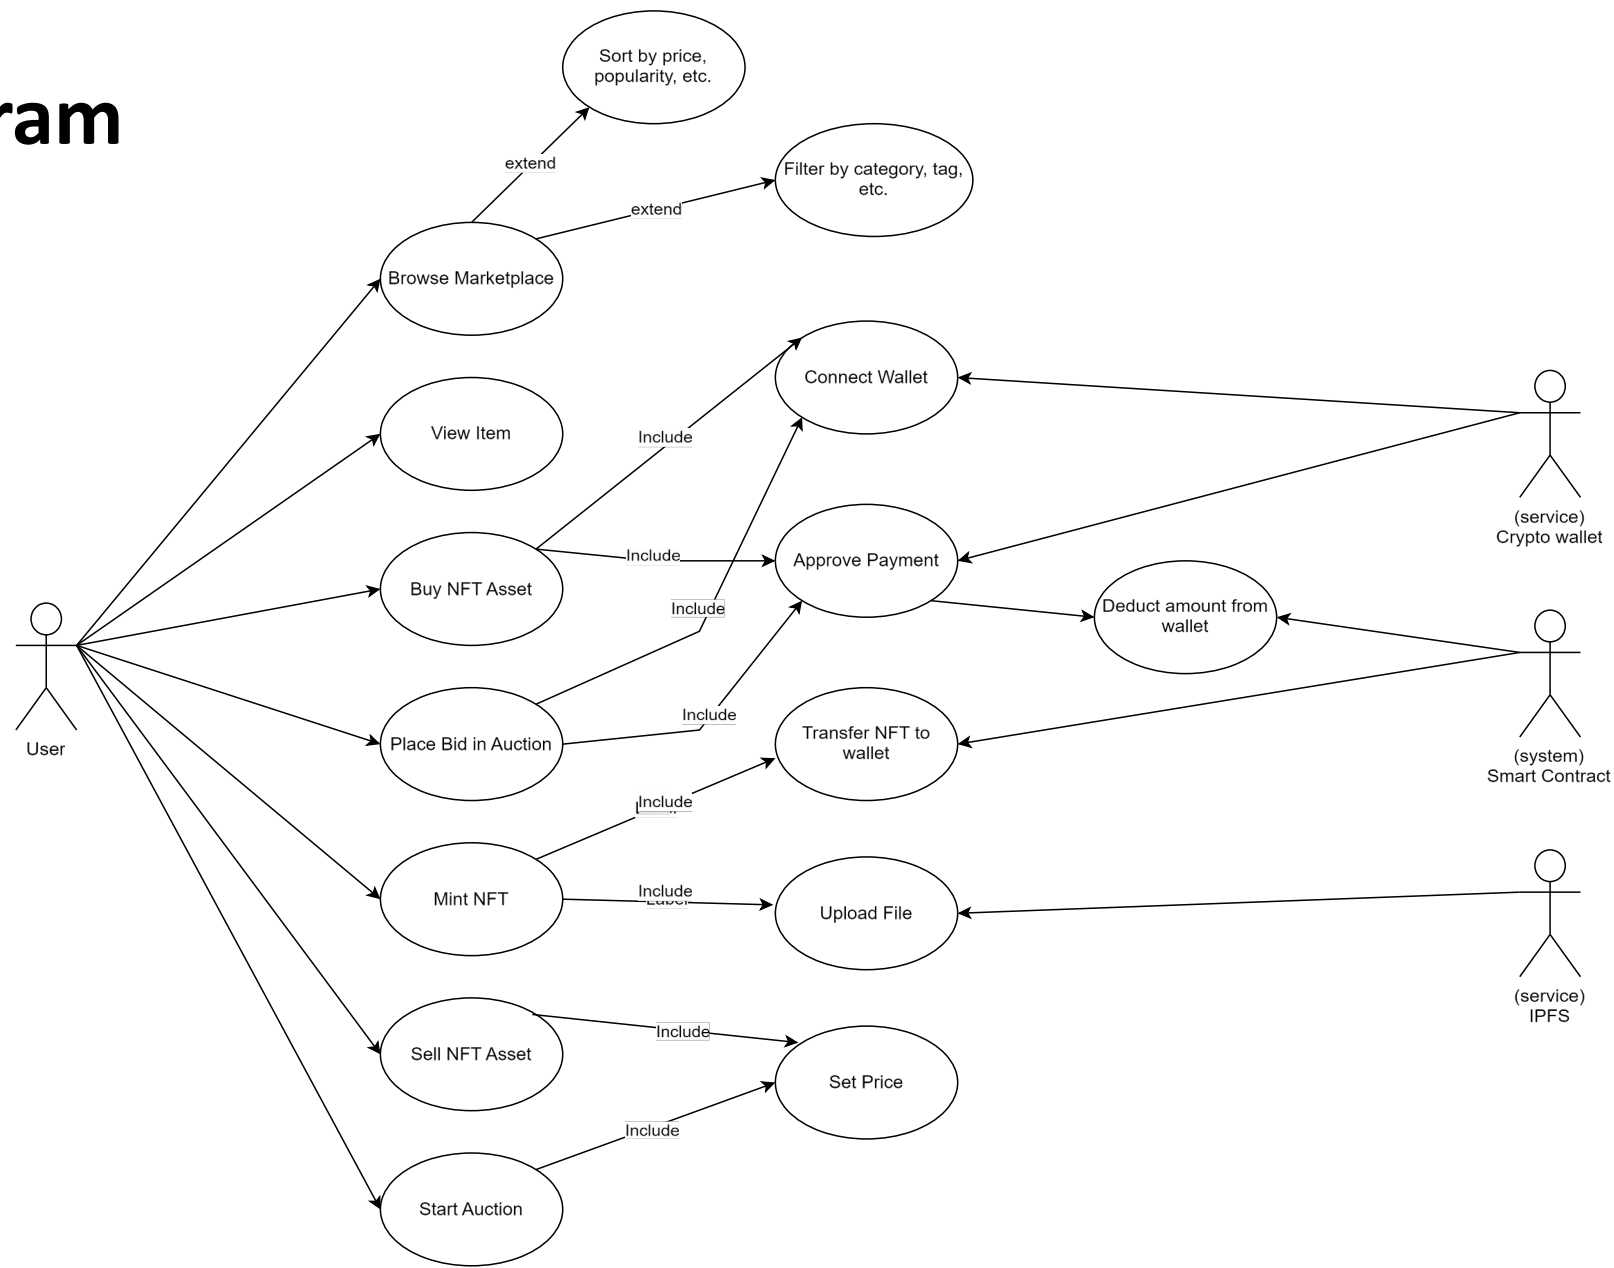 ram
Sort by price,
popularity, etc.
extend
Filter by category, tag,
etc.
extend
Browse Marketplace
Connect Wallet
View Item
Include
(service)
Crypto wallet
Include
Approve Payment
Buy NFT Asset
Include
Deduct amount from
wallet
User
Include
Place Bid in Auction
Transfer NFT to
wallet
(system)
Smart Contract
Include
Mint NFT
Include
Label
Upload File
(service)
IPFS
Include
Sell NFT Asset
Set Price
Include
Start Auction